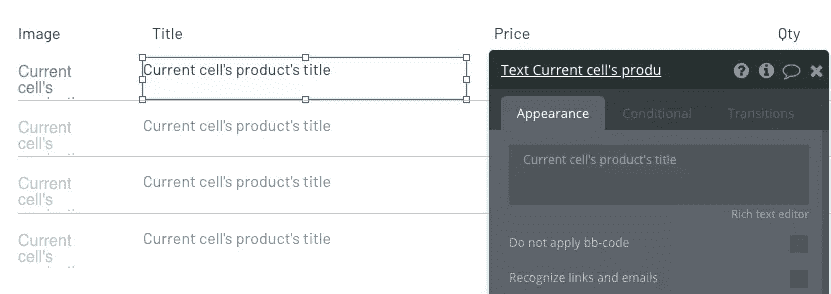 Image Title Price Qty
Current cell's product's title
Current
cell's
Current cell's product's title
Current
cell's
Current cell's product's title
Current
cell's
Current cell's product's title
Current
cell's
Text Current cell's produ
Appearance Conditional Transitions
Current cell's product's title
Rich text editor
Do not apply bb-code
Recognize links and emails